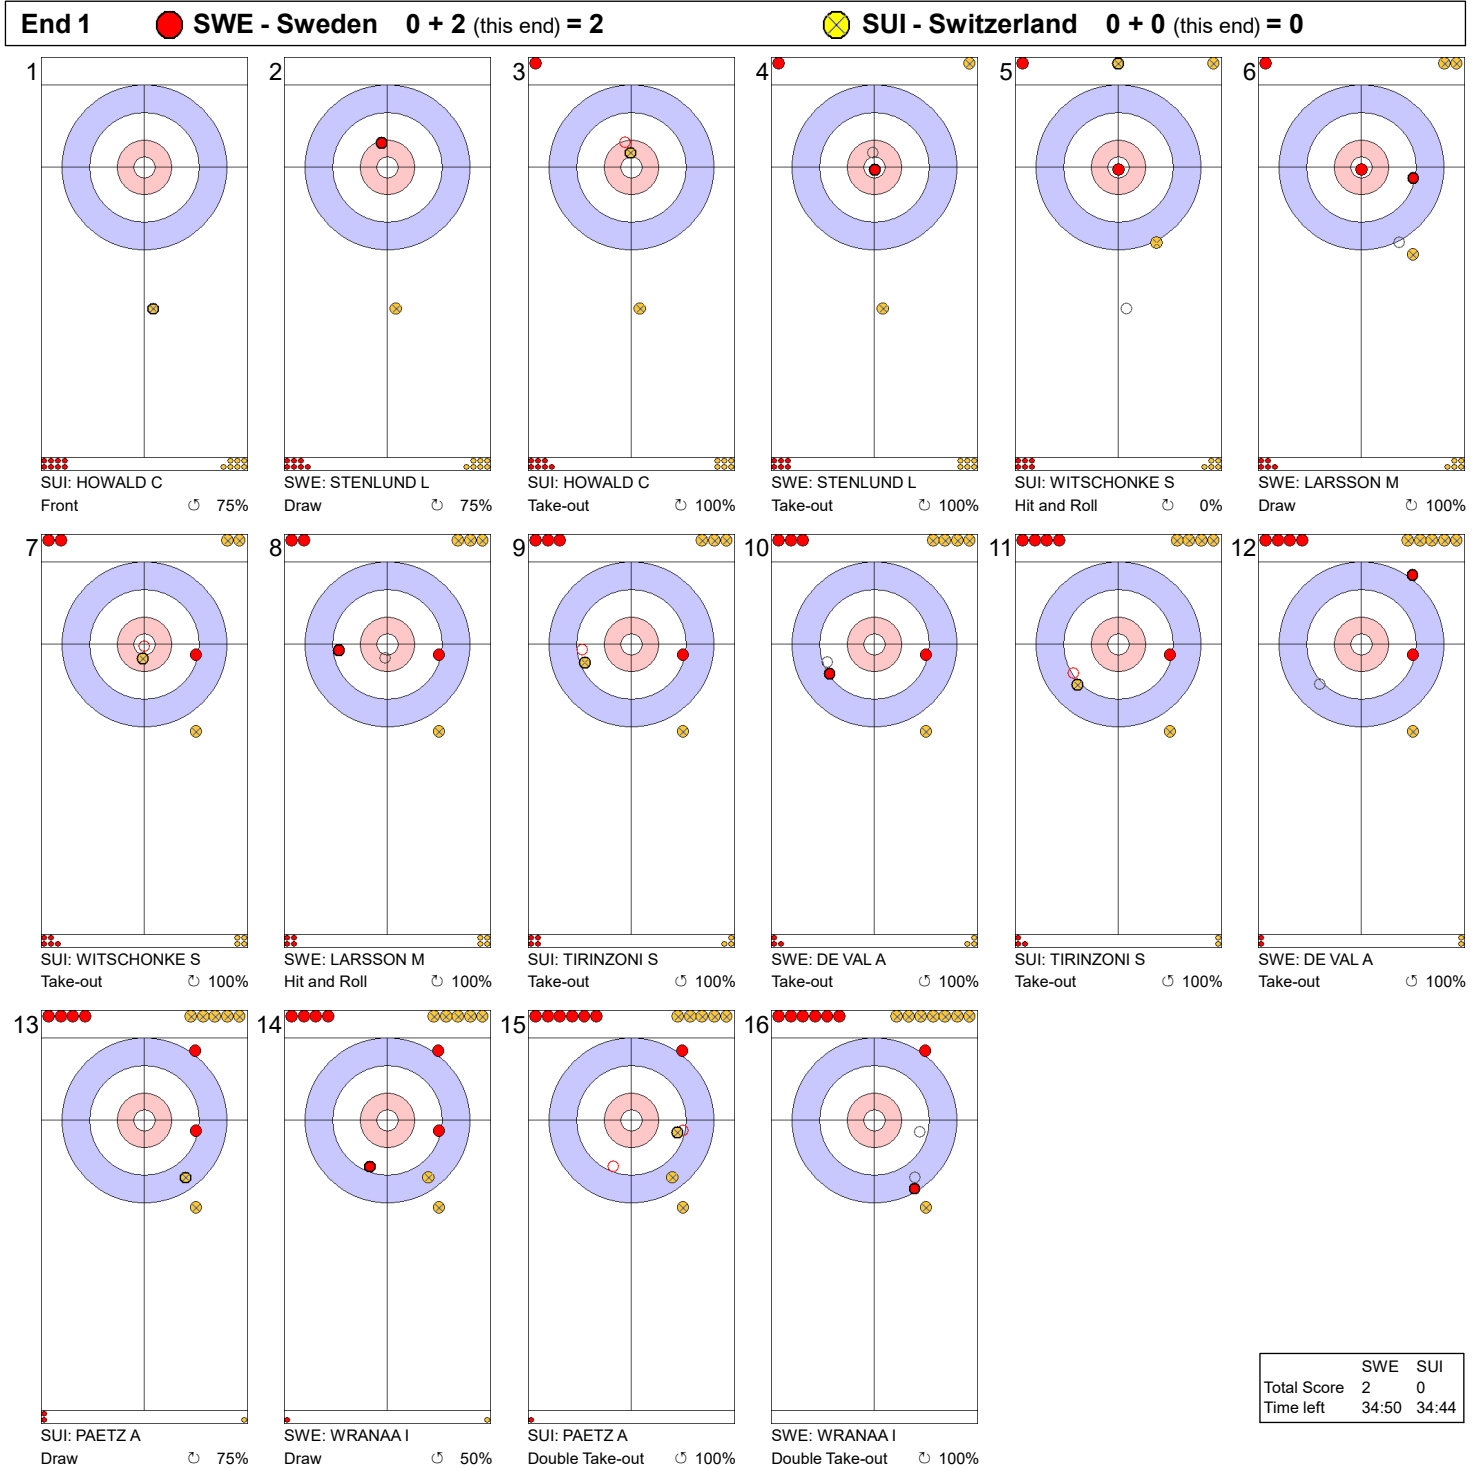 End 1 SWE - Sweden 0 + 2 (this end) = 2 SUI - Switzerland 0 + 0 (this end) = 0
1 2 3 4 5 6
SUI: HOWALD C SWE: STENLUND L SUI: HOWALD C SWE: STENLUND L SUI: WITSCHONKE S SWE: LARSSON M
Front 75% Draw 75% Take-out 100% Take-out 100% Hit and Roll 0% Draw 100%
7 8 9 10 11 12
SUI: WITSCHONKE S SWE: LARSSON M SUI: TIRINZONI S SWE: DE VAL A SUI: TIRINZONI S SWE: DE VAL A
Take-out 100% Hit and Roll 100% Take-out 100% Take-out 100% Take-out 100% Take-out 100%
13 14 15 16
SUI: PAETZ A SWE: WRANAA I SUI: PAETZ A SWE: WRANAA I
Draw 75% Draw 50% Double Take-out 100% Double Take-out 100%
SWE SUI
Total Score 2 0
Time left 34:50 34:44